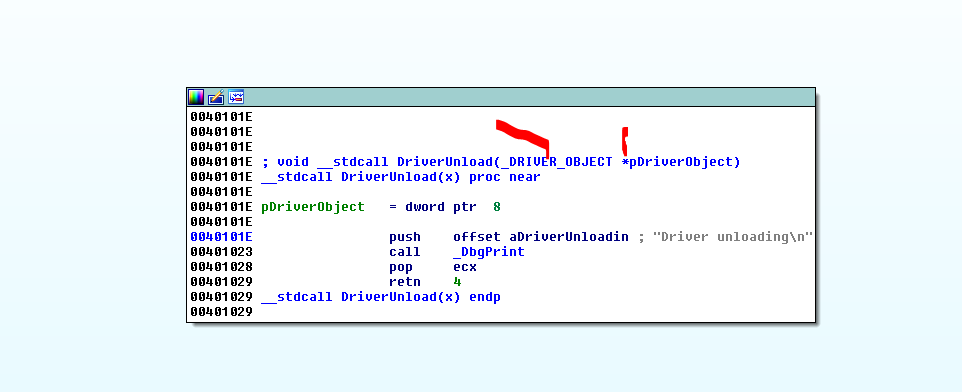 0040101E
0040101E
0040101E
0040101E ; void __stdcall DriverUnload(_DRIVER_OBJECT *pDriverObject)
0040101E __stdcall DriverUnload(x) proc near
0040101E
0040101E pDriverObject = dword ptr 8
0040101E
0040101E push offset aDriverUnloadin ; "Driver unloading\n"
00401023 call _DbgPrint
00401028 pop ecx
00401029 retn 4
00401029 __stdcall DriverUnload(x) endp
00401029